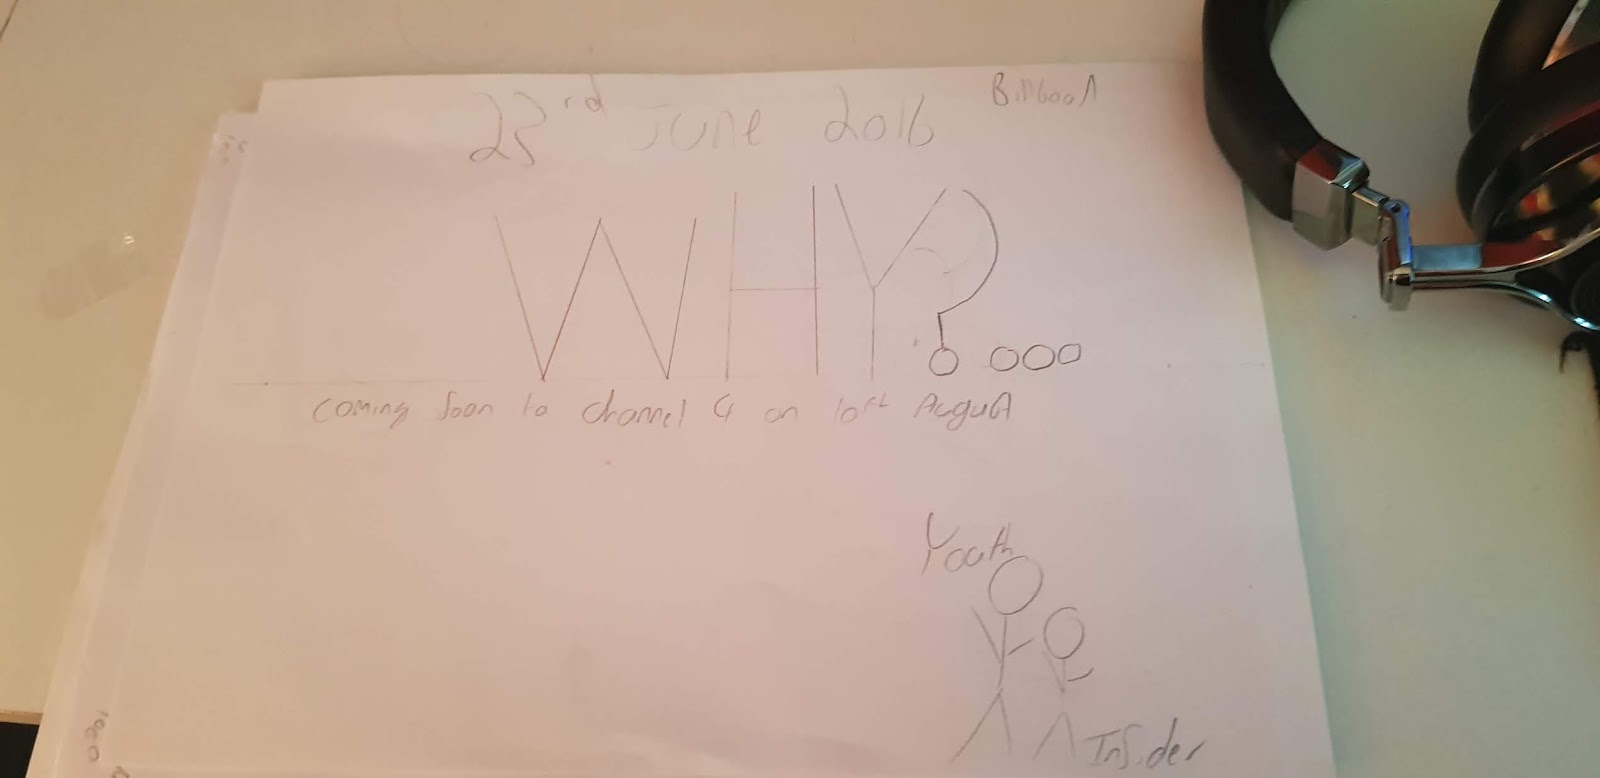 Billboard
23rd June 2016
WHY?...
Coming Soon to channel 4 on 10th August
Youth
Insider